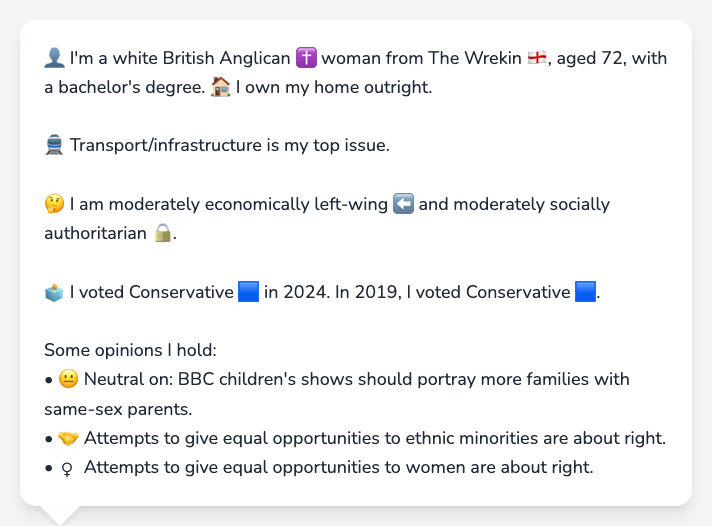 👤 I'm a white British Anglican ✝️ woman from The Wrekin 🏴󠁧󠁢󠁥󠁮󠁧󠁿, aged 72, with
a bachelor's degree. 🏠 I own my home outright.
🚆 Transport/infrastructure is my top issue.
🤔 I am moderately economically left-wing ⬅️ and moderately socially
authoritarian 🔒.
🗳️ I voted Conservative 🟦 in 2024. In 2019, I voted Conservative 🟦.
Some opinions I hold:
• 😐 Neutral on: BBC children's shows should portray more families with
same-sex parents.
• 🤝 Attempts to give equal opportunities to ethnic minorities are about right.
• ♀ Attempts to give equal opportunities to women are about right.